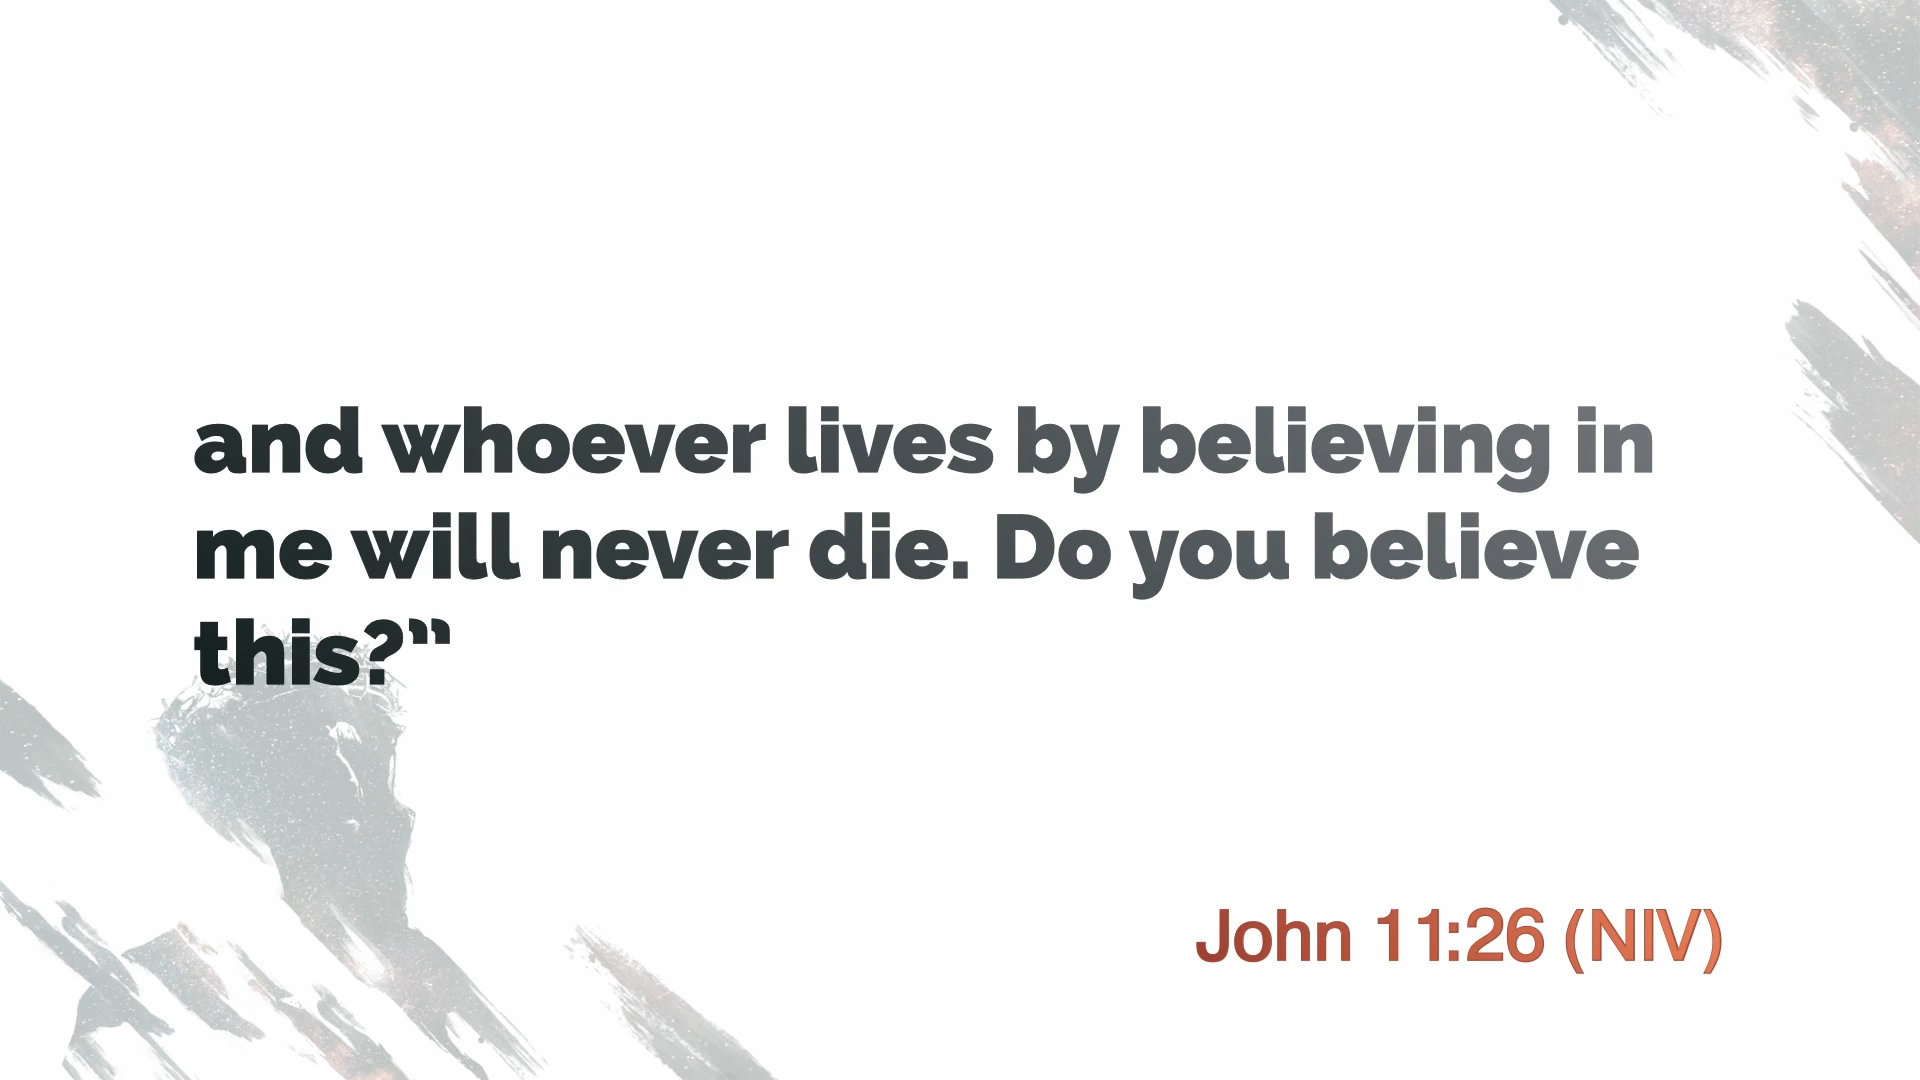 and whoever lives by believing in
me will never die. Do you believe
this?”
John 11:26 (NIV)